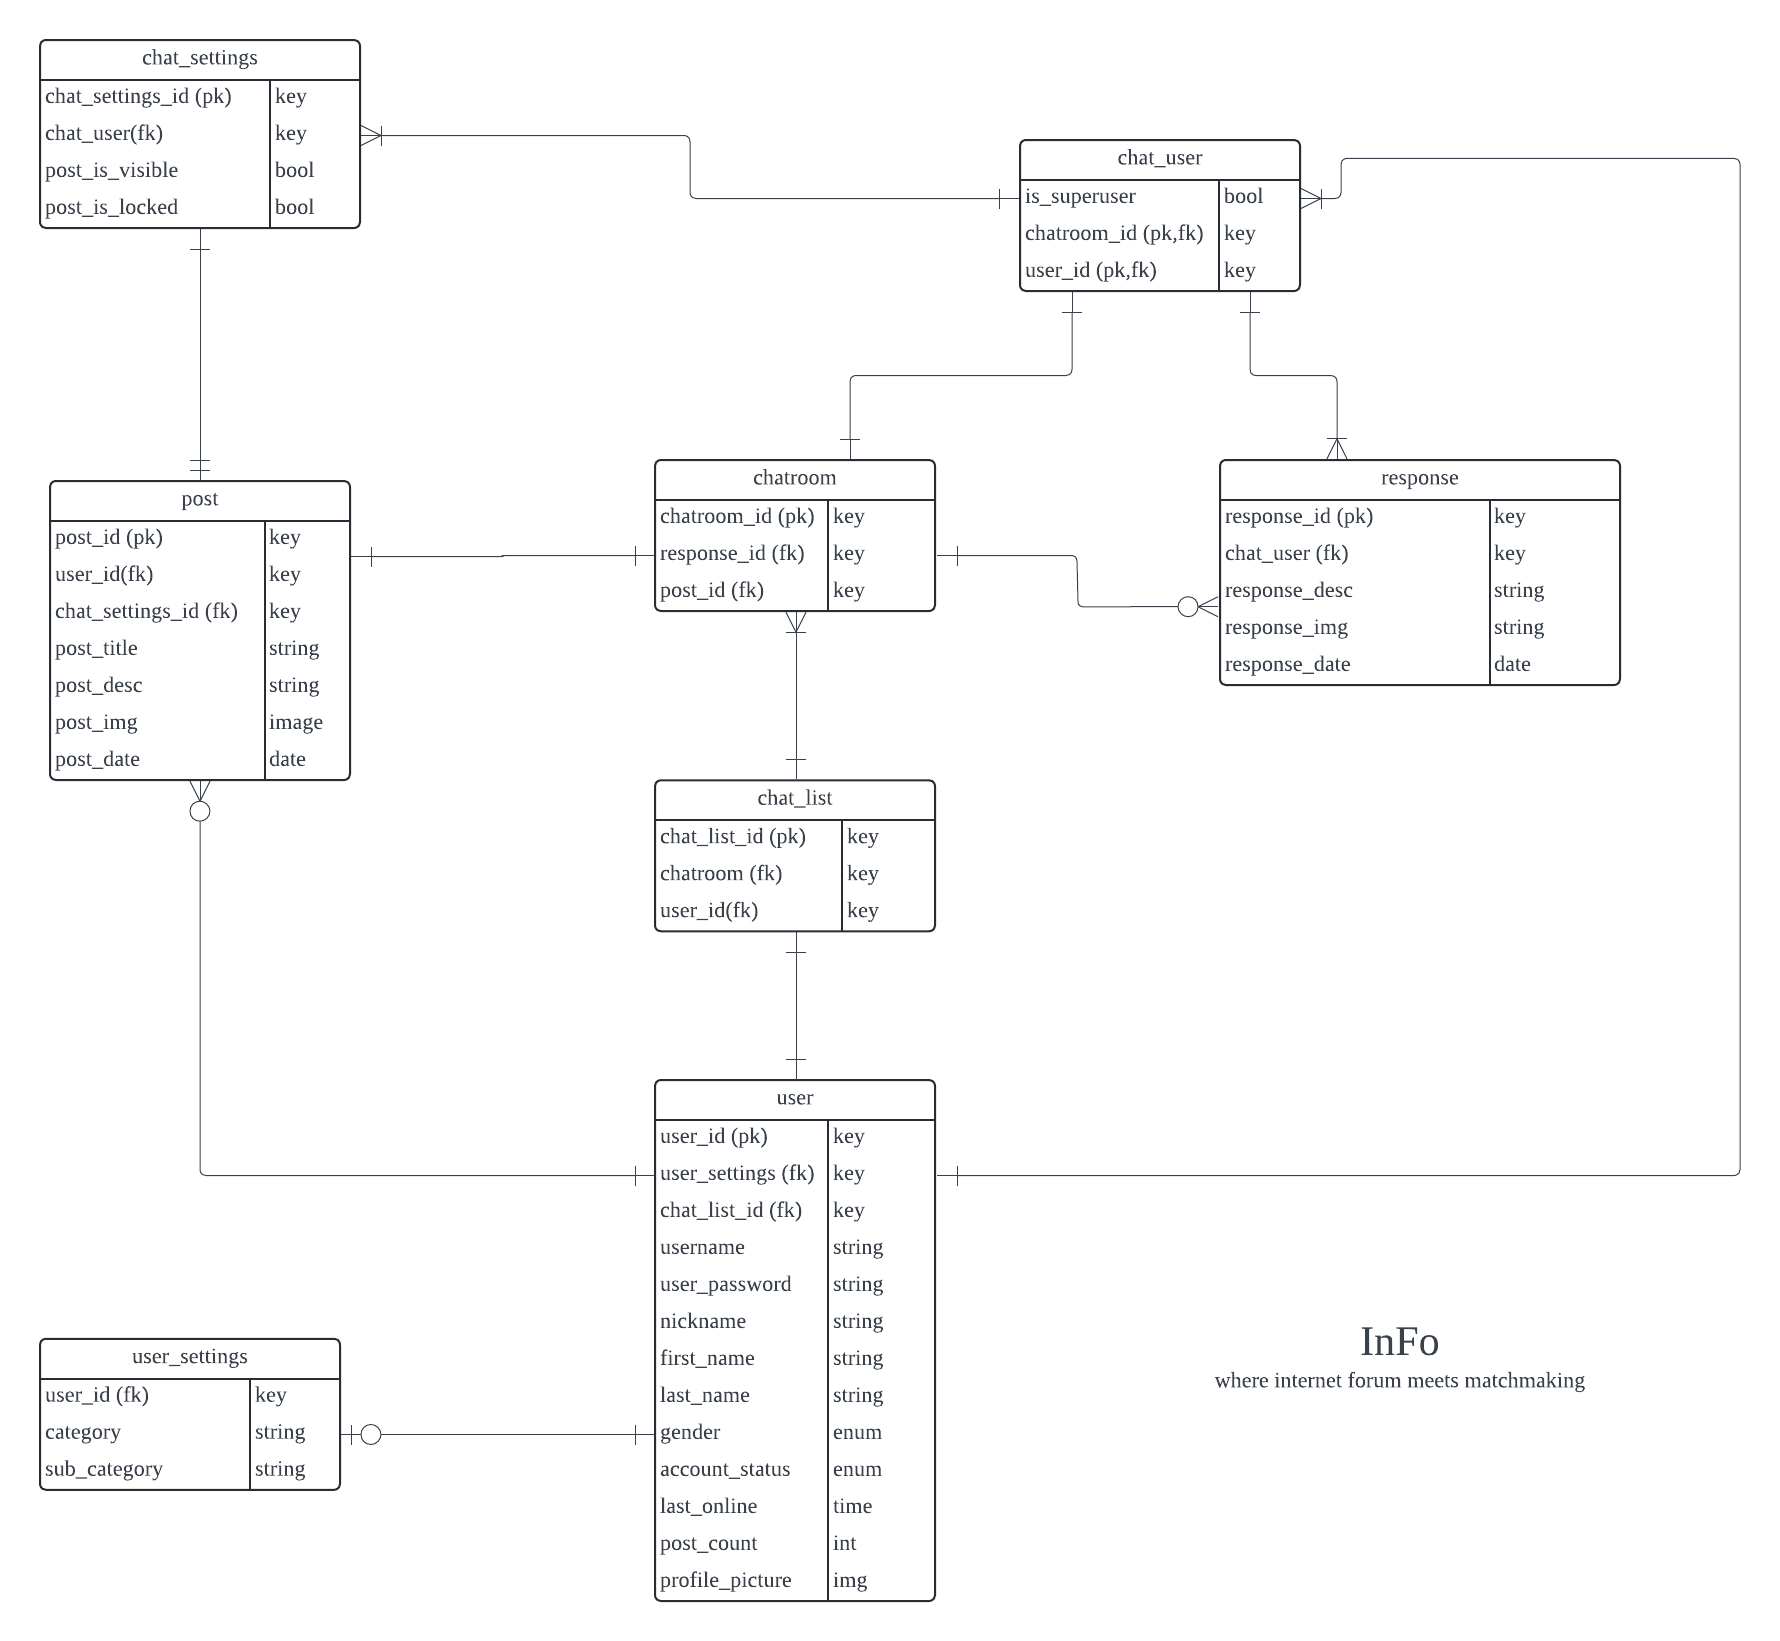 chat_settings
chat_settings_id (pk) key
chat_user(fk) key
post_is_visible bool
post_is_locked bool
chat_user
is_superuser bool
chatroom_id (pk,fk) key
user_id (pk,fk) key
post
post_id (pk) key
user_id(fk) key
chat_settings_id (fk) key
post_title string
post_desc string
post_img image
post_date date
chatroom
chatroom_id (pk) key
response_id (fk) key
post_id (fk) key
response
response_id (pk) key
chat_user (fk) key
response_desc string
response_img string
response_date date
chat_list
chat_list_id (pk) key
chatroom (fk) key
user_id(fk) key
user
user_id (pk) key
user_settings (fk) key
chat_list_id (fk) key
username string
user_password string
nickname string
first_name string
last_name string
gender enum
account_status enum
last_online time
post_count int
profile_picture img
user_settings
user_id (fk) key
category string
sub_category string
InFo
where internet forum meets matchmaking